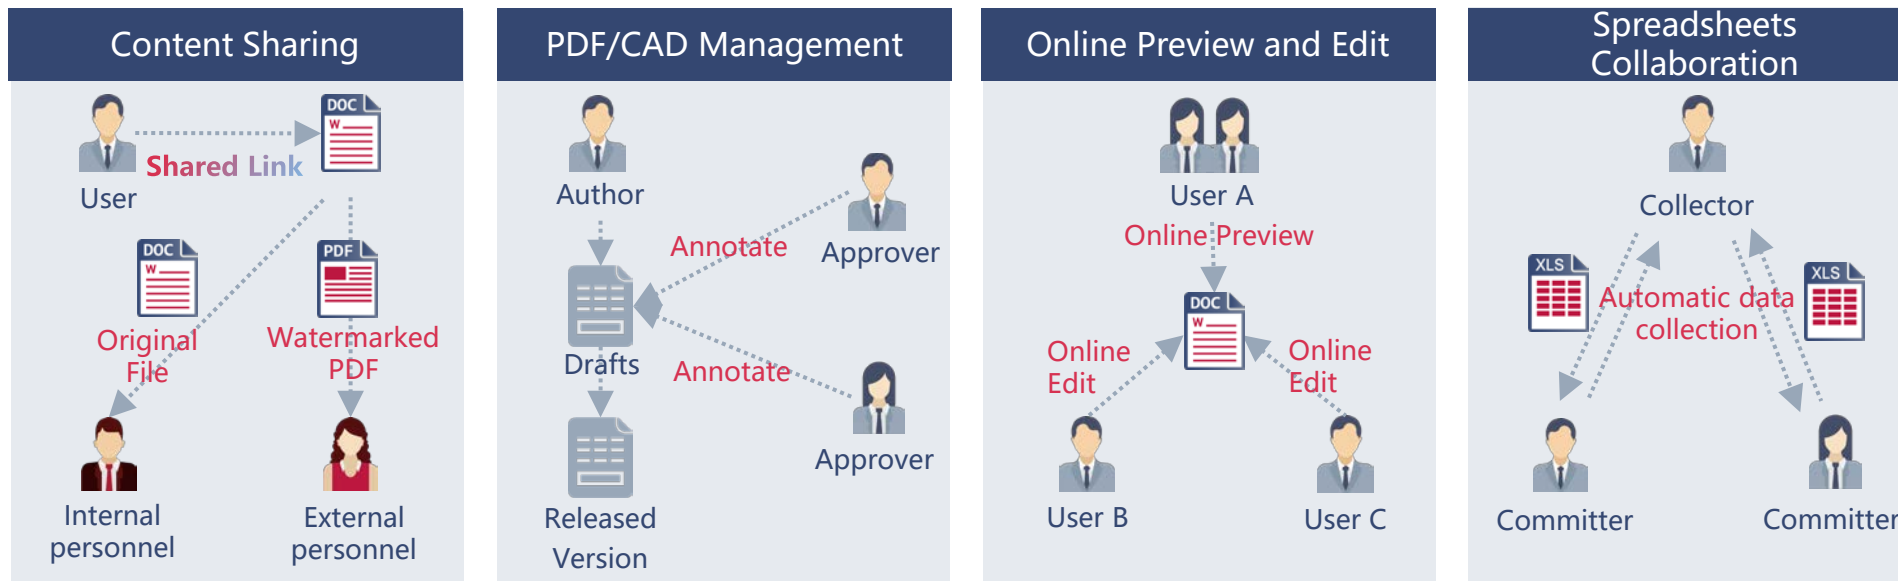 Content Sharing
DOC
W
Shared Link
User
DOC
W
PDF
Original
File
Watermarked
PDF
Internal
personnel
External
personnel
PDF/CAD Management
Author
Annotate
Approver
Drafts
Annotate
Approver
Released
Version
Online Preview and Edit
User A
Online Preview
DOC
W
Online
Edit
Online
Edit
User B
User C
Spreadsheets
Collaboration
Collector
XLS
XLS
Automatic data
collection
Committer
Committer